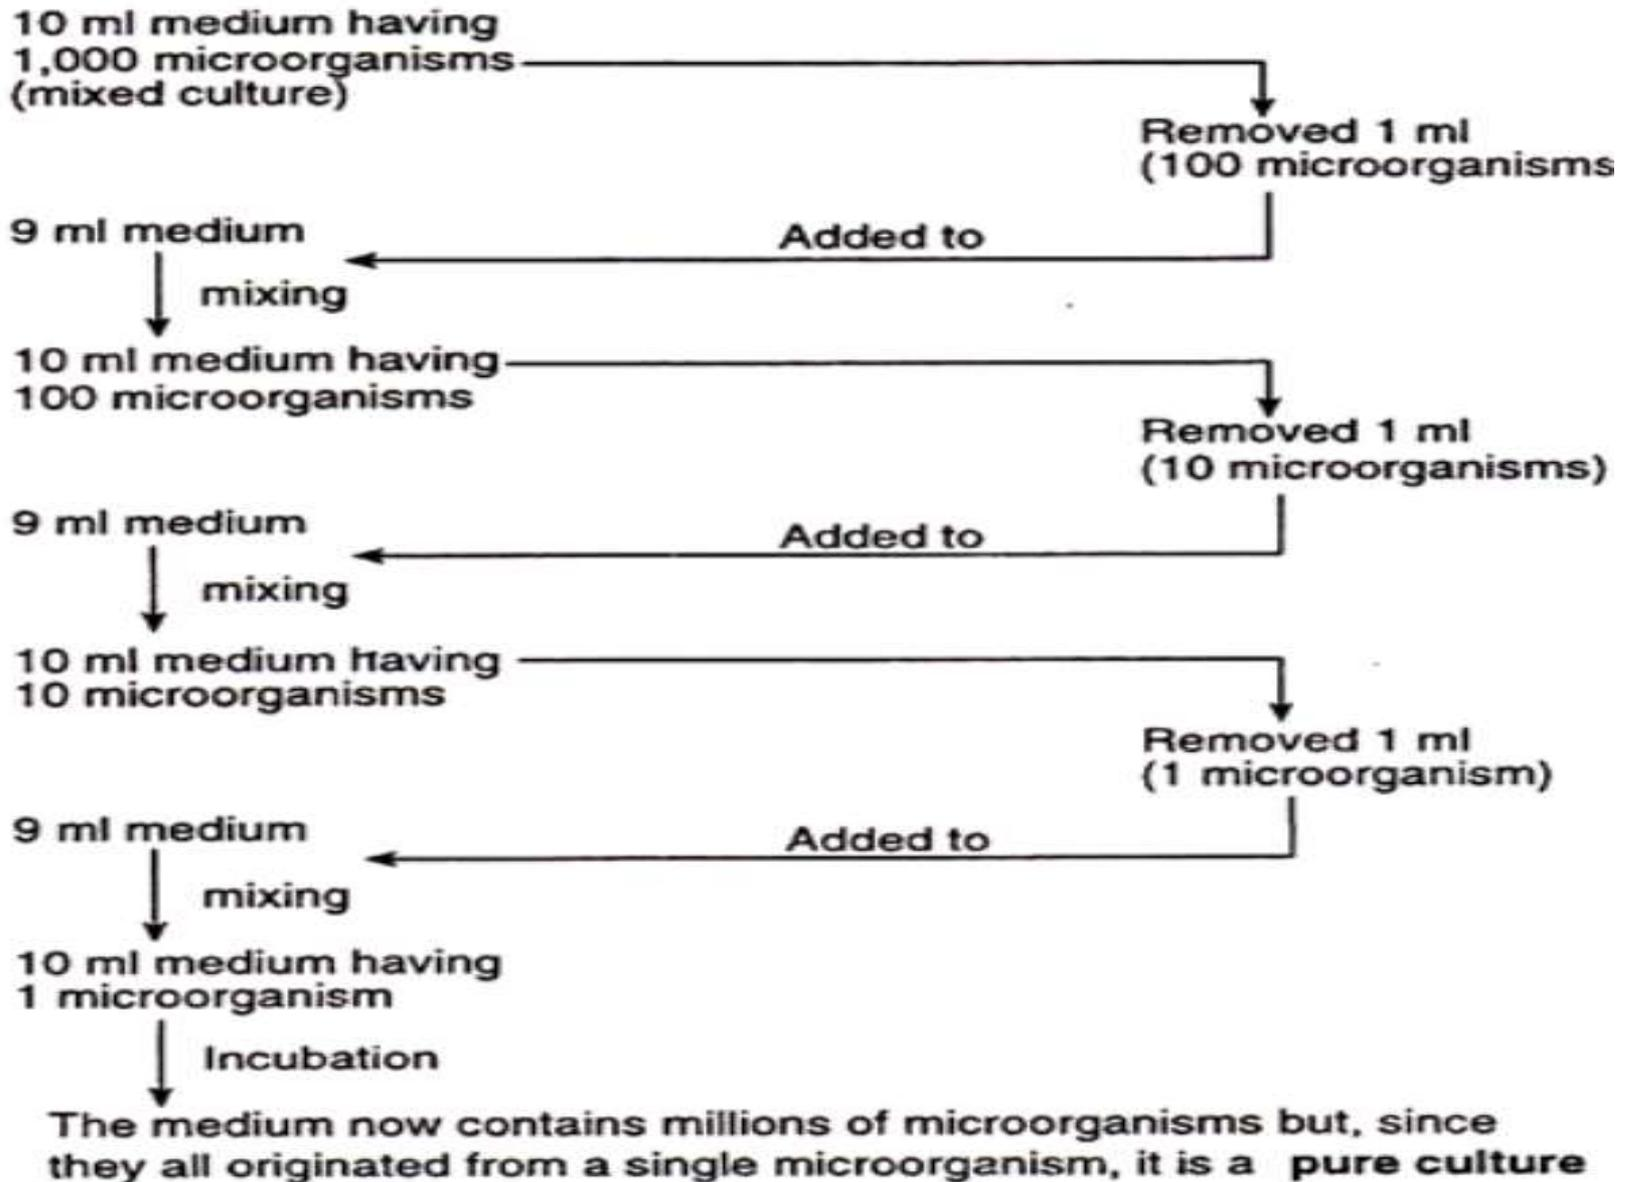 10 ml medium having
1,000 microorganisms
(mixed culture)
Removed 1 ml
(100 microorganisms
9 ml medium
Added to
mixing
10 ml medium having
100 microorganisms
Removed 1 ml
(10 microorganisms)
9 ml medium
Added to
mixing
10 ml medium having
10 microorganisms
Removed 1 ml
(1 microorganism)
9 ml medium
Added to
mixing
10 ml medium having
1 microorganism
Incubation
The medium now contains millions of microorganisms but, since
they all originated from a single microorganism, it is a pure culture